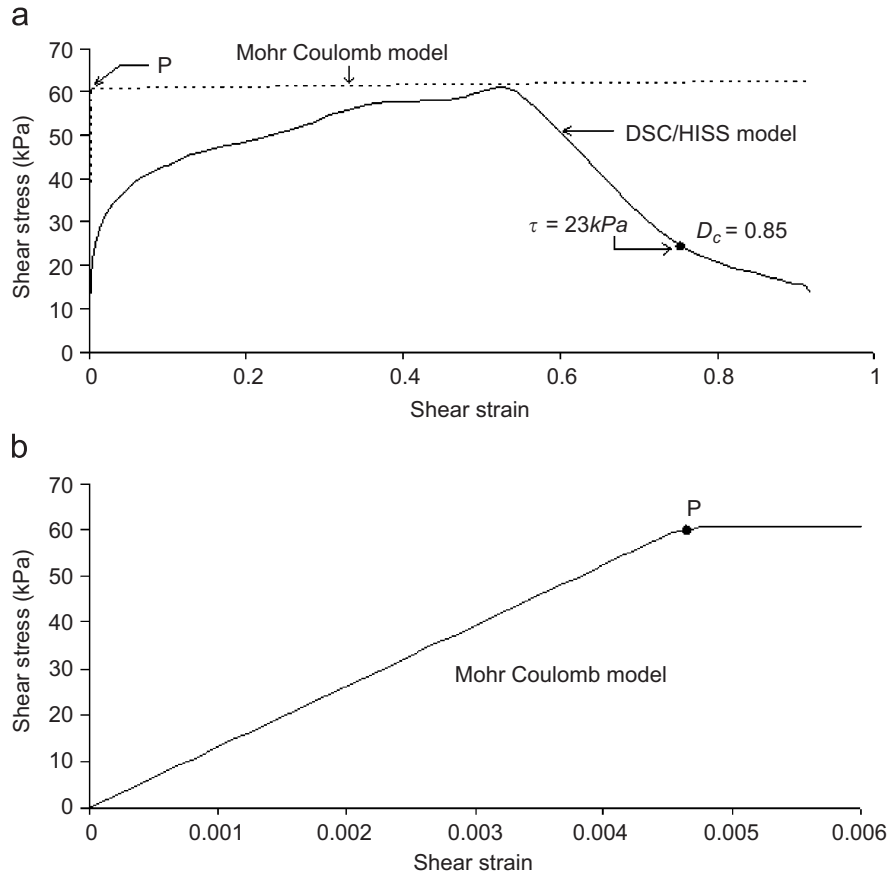 a
70
60
50
40
30
20
10
0
Shear stress (kPa)
P
Mohr Coulomb model
DSC/HISS model
τ = 23kPa
D_c = 0.85
0 0.2 0.4 0.6 0.8 1
Shear strain
b
70
60
50
40
30
20
10
0
Shear stress (kPa)
P
Mohr Coulomb model
0 0.001 0.002 0.003 0.004 0.005 0.006
Shear strain